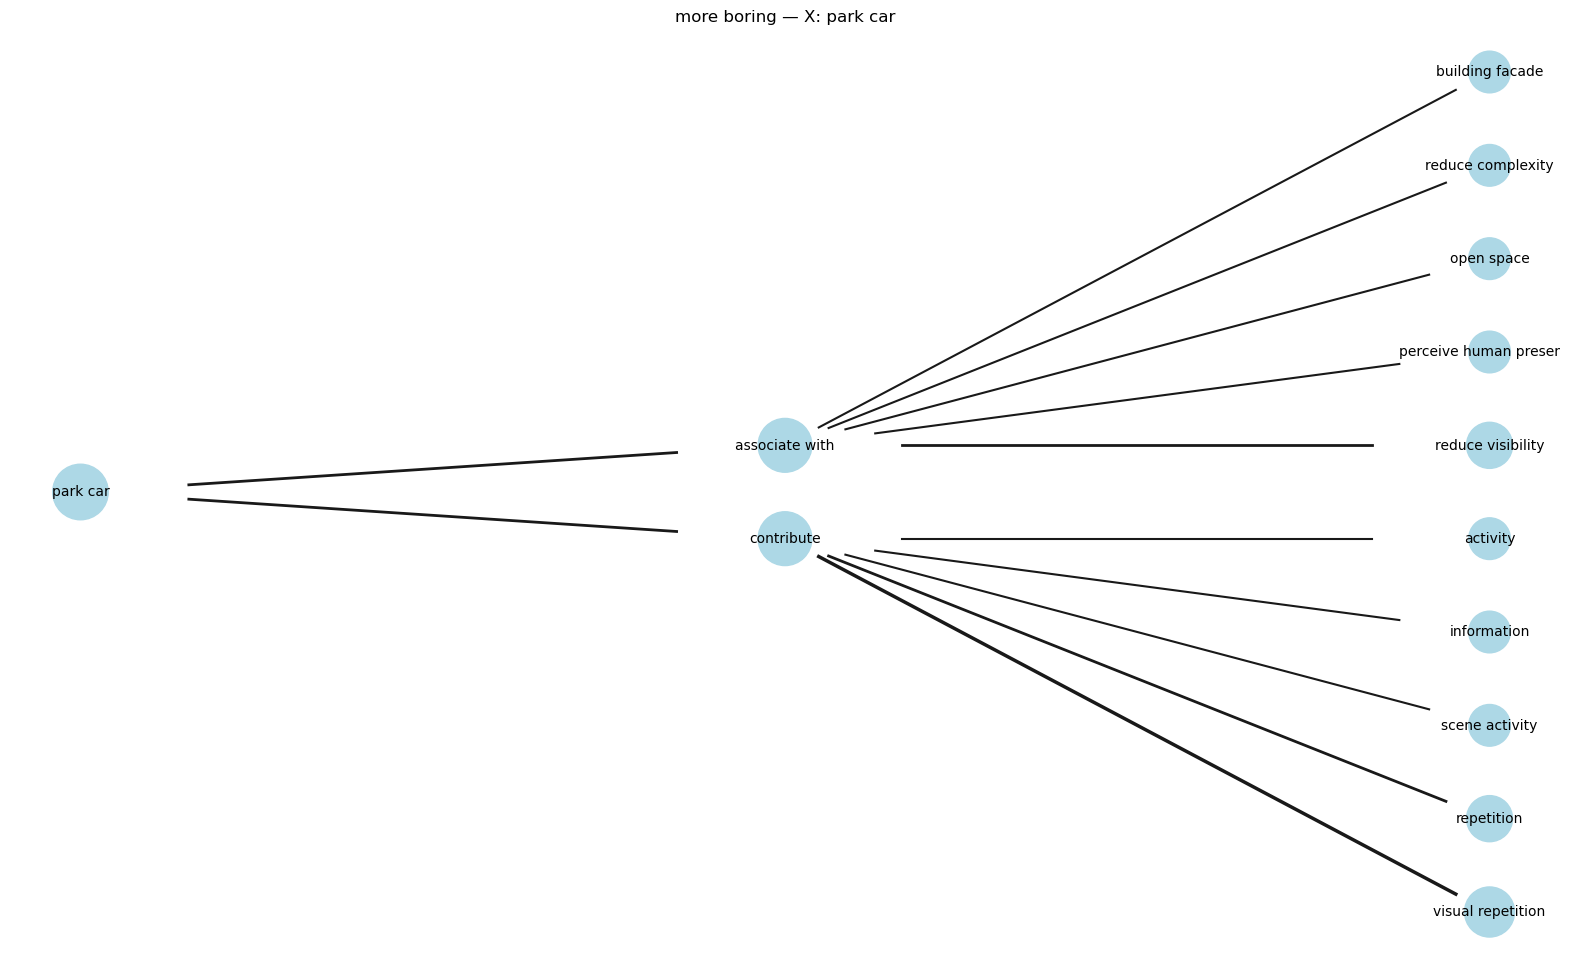 more boring — X: park car
building facade
reduce complexity
open space
perceive human preser
associate with
reduce visibility
park car
contribute
activity
information
scene activity
repetition
visual repetition